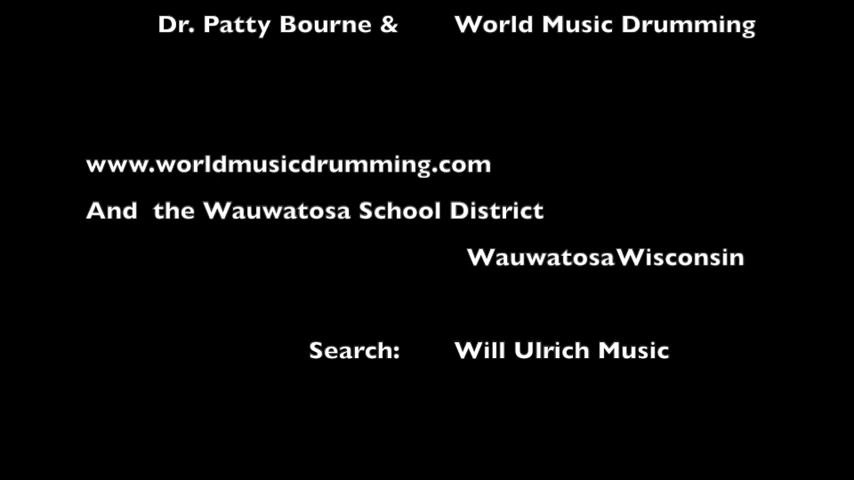 Dr. Patty Bourne & World Music Drumming
www.worldmusicdrumming.com
And the Wauwatosa School District
WauwatosaWisconsin
Search: Will Ulrich Music